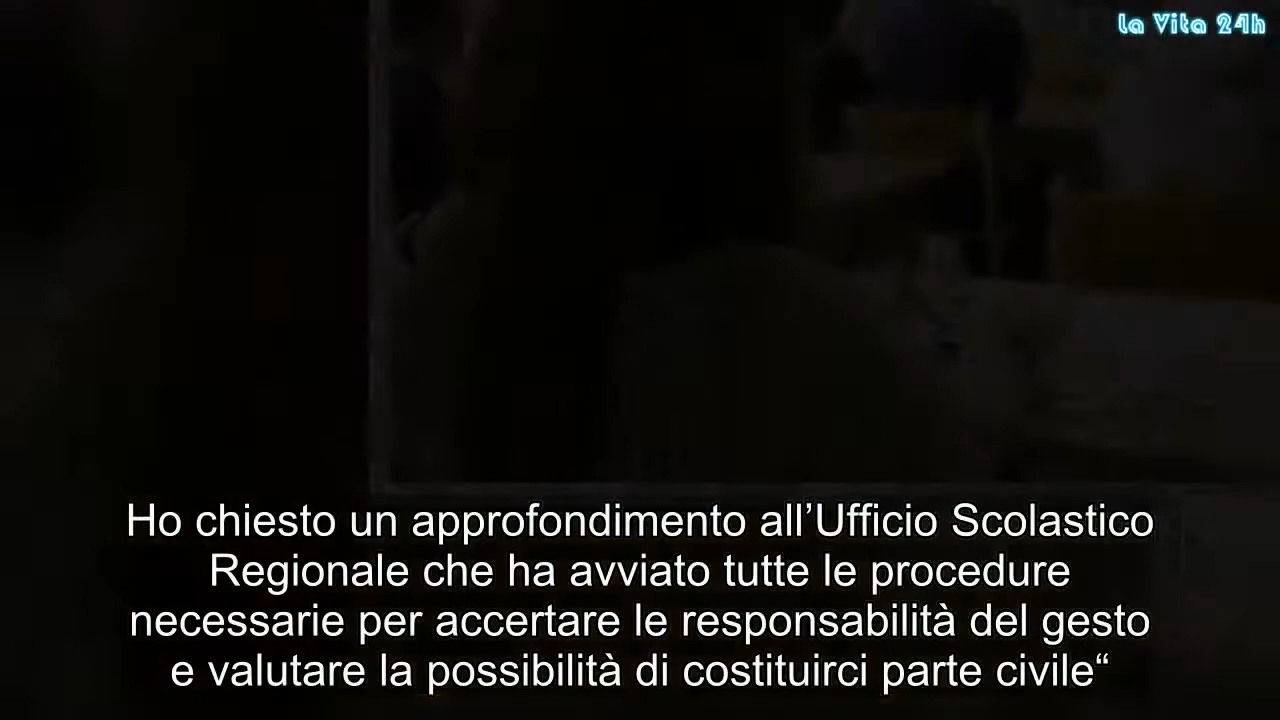 La Vita 24h
Ho chiesto un approfondimento all’Ufficio Scolastico
Regionale che ha avviato tutte le procedure
necessarie per accertare le responsabilità del gesto
e valutare la possibilità di costituirci parte civile“